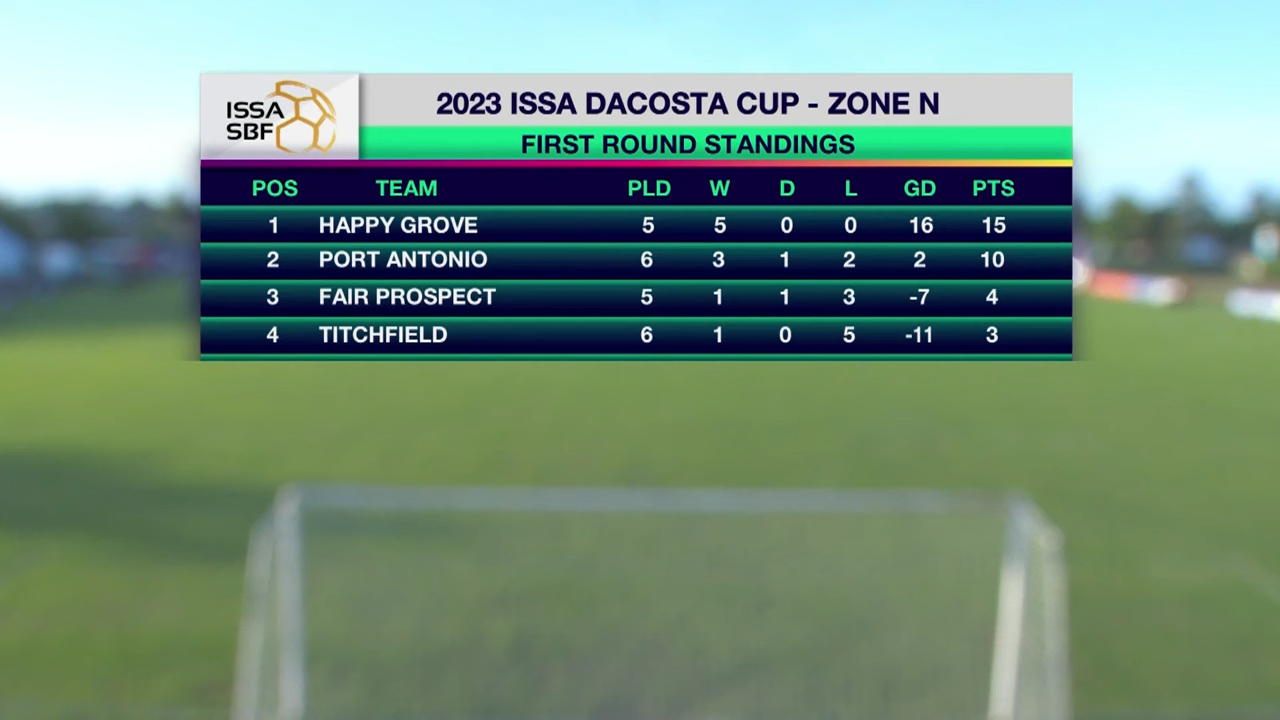 ISSA
SBF
2023 ISSA DACOSTA CUP - ZONE N
FIRST ROUND STANDINGS
POS TEAM PLD W D L GD PTS
1 HAPPY GROVE 5 5 0 0 16 15
2 PORT ANTONIO 6 3 1 2 2 10
3 FAIR PROSPECT 5 1 1 3 -7 4
4 TITCHFIELD 6 1 0 5 -11 3